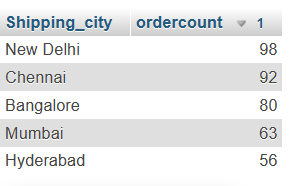 Shipping_city ordercount 1
New Delhi 98
Chennai 92
Bangalore 80
Mumbai 63
Hyderabad 56